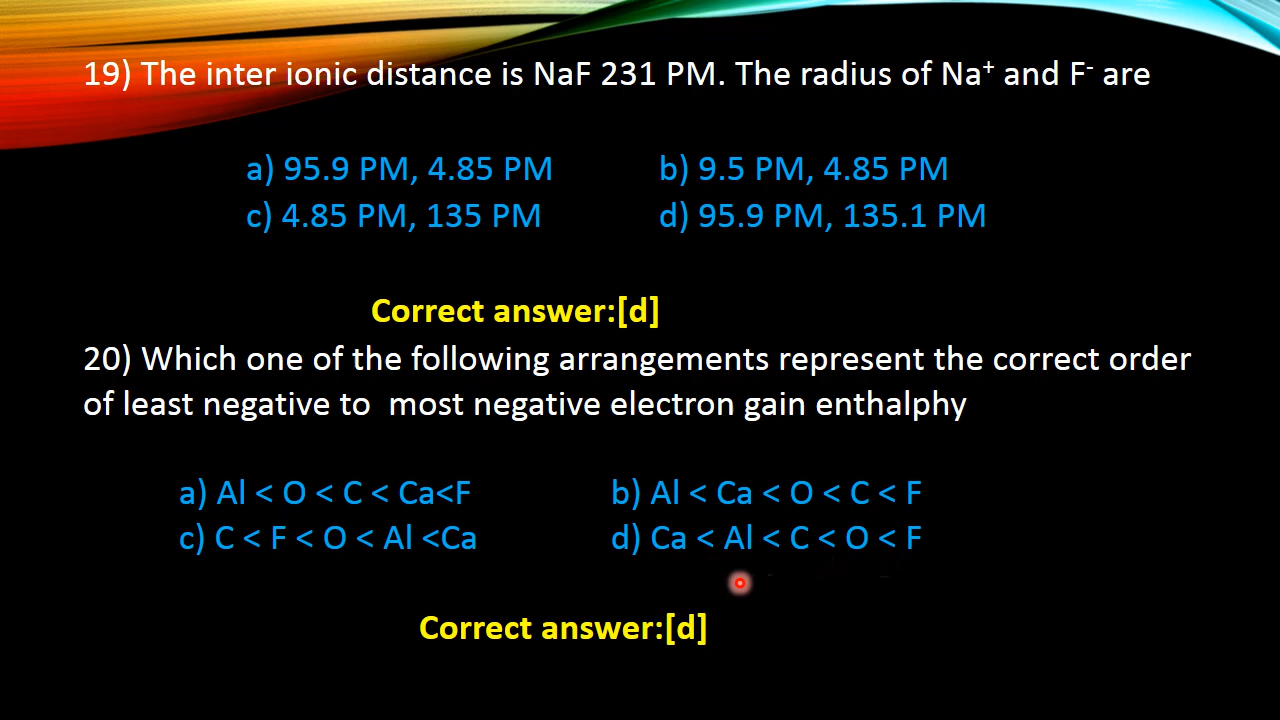 19) The inter ionic distance is NaF 231 PM. The radius of Na⁺ and F⁻ are
a) 95.9 PM, 4.85 PM b) 9.5 PM, 4.85 PM
c) 4.85 PM, 135 PM d) 95.9 PM, 135.1 PM
Correct answer:[d]
20) Which one of the following arrangements represent the correct order
of least negative to most negative electron gain enthalphy
a) Al < O < C < Ca<F b) Al < Ca < O < C < F
c) C < F < O < Al <Ca d) Ca < Al < C < O < F
Correct answer:[d]